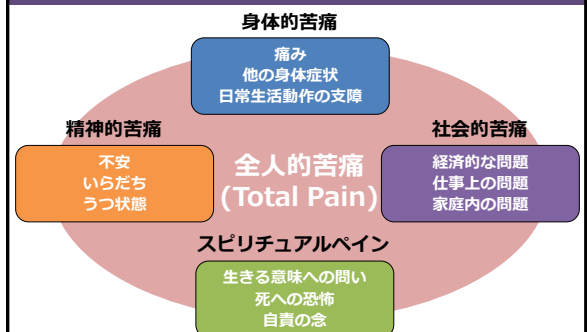 身体的苦痛
痛み
他の身体症状
日常生活動作の支障
精神的苦痛
不安
いらだち
うつ状態
全人的苦痛
(Total Pain)
社会的苦痛
経済的な問題
仕事上の問題
家庭内の問題
スピリチュアルペイン
生きる意味への問い
死への恐怖
自責の念